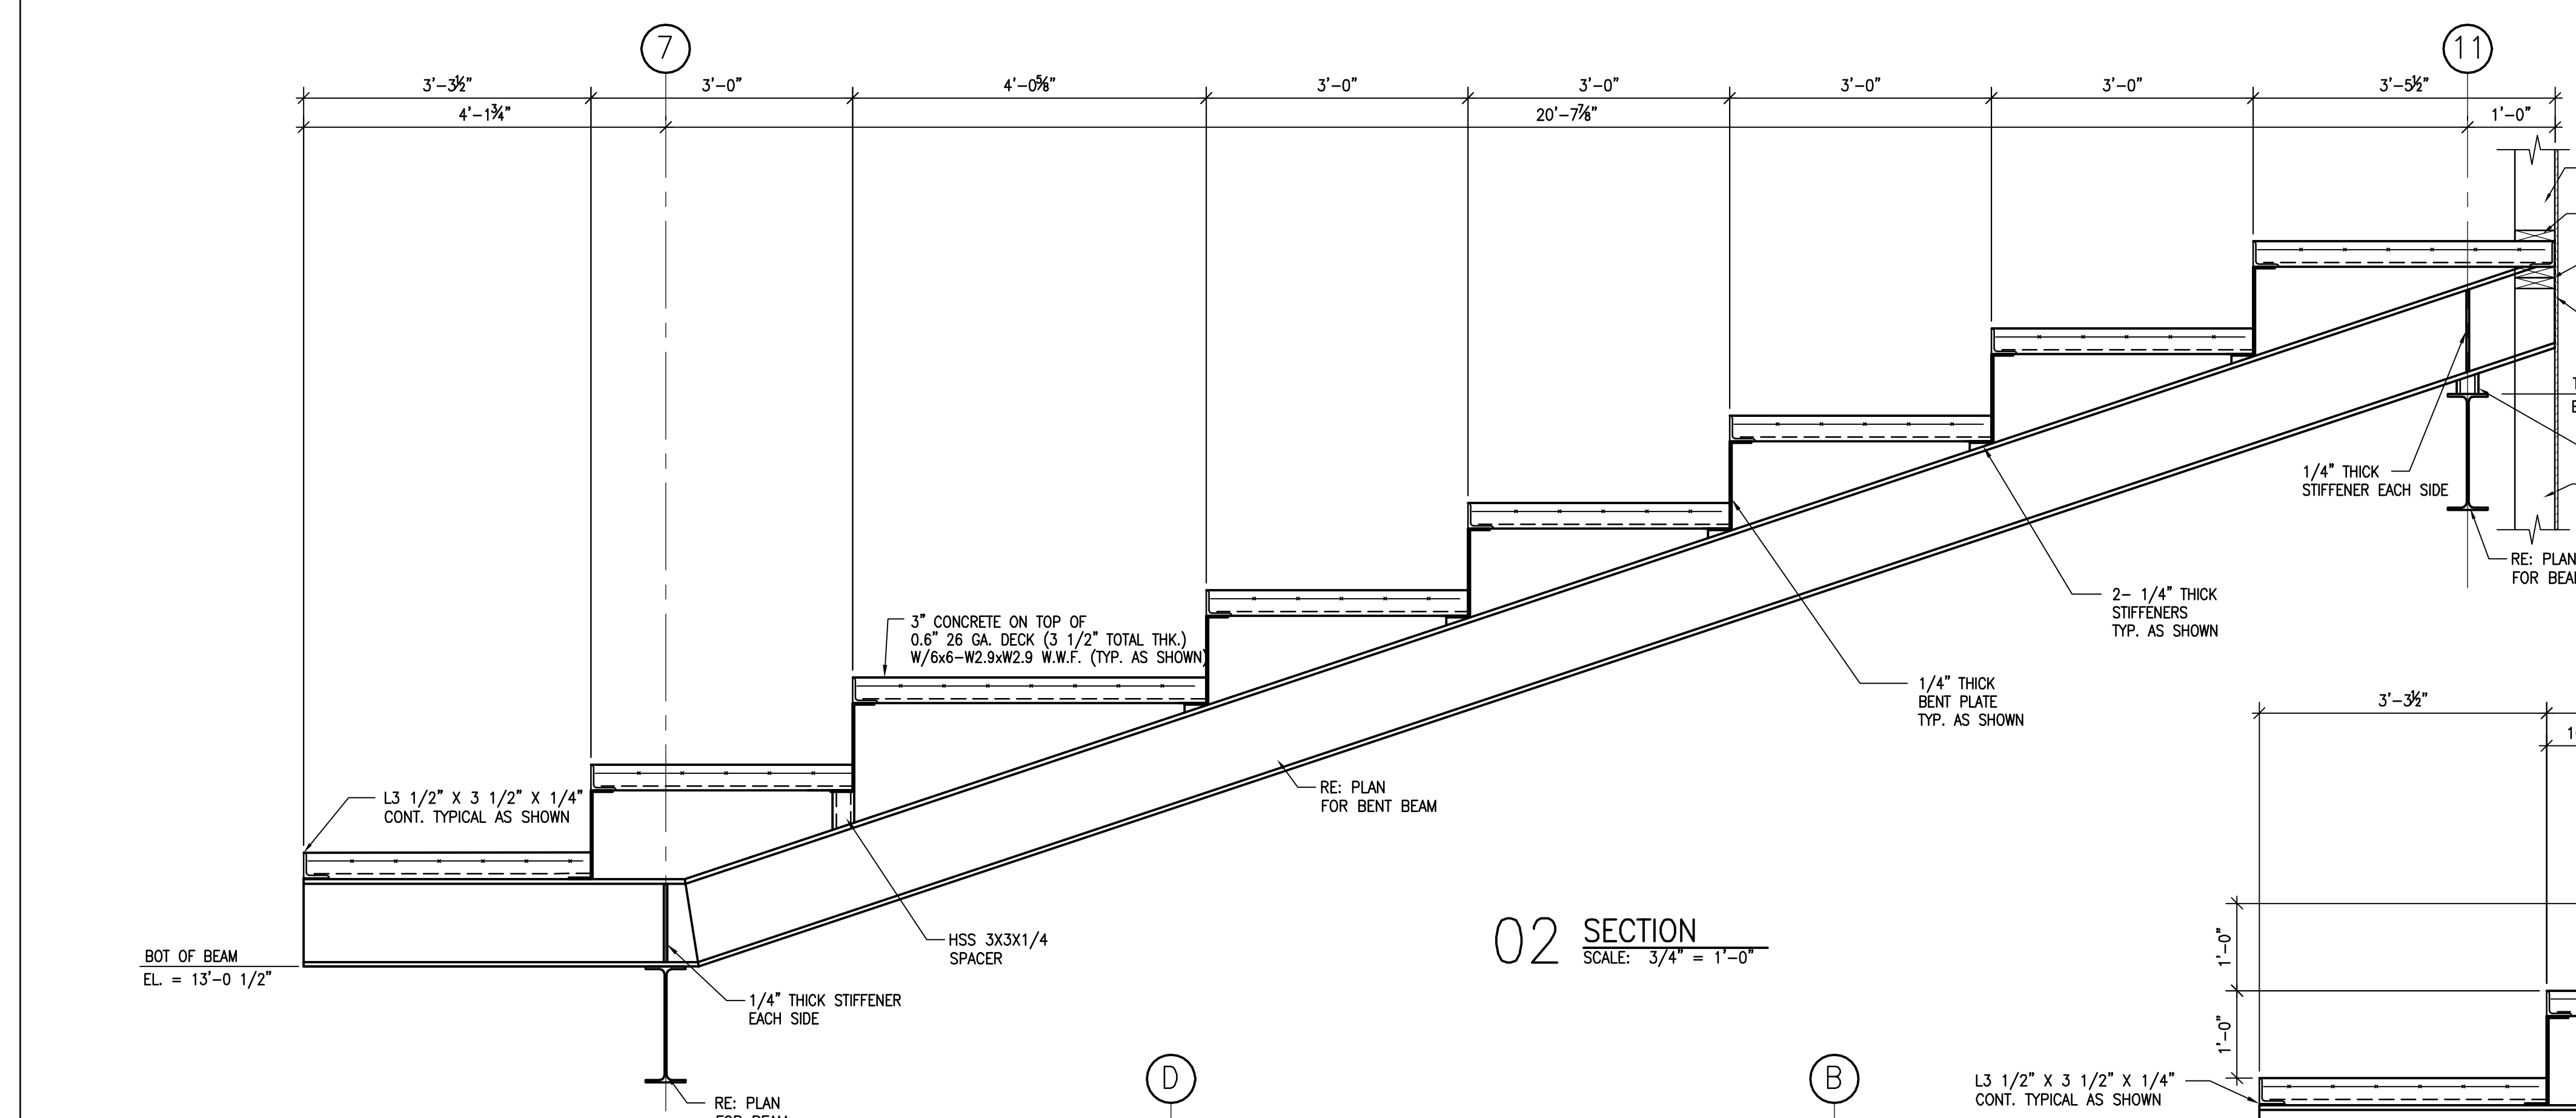 7
11
3'-3½"
3'-0"
4'-0⅝"
3'-0"
3'-0"
3'-0"
3'-0"
3'-5½"
4'-1¾"
20'-7⅞"
1'-0"
1/4" THICK
STIFFENER EACH SIDE
RE: PLAN
FOR
2- 1/4" THICK
STIFFENERS
TYP. AS SHOWN
3" CONCRETE ON TOP OF
0.6" 26 GA. DECK (3 1/2" TOTAL THK.)
W/6x6-W2.9xW2.9 W.W.F. (TYP. AS SHOWN)
1/4" THICK
BENT PLATE
TYP. AS SHOWN
3'-3½"
L3 1/2" X 3 1/2" X 1/4"
CONT. TYPICAL AS SHOWN
RE: PLAN
FOR BENT BEAM
HSS 3X3X1/4
SPACER
02 SECTION
SCALE: 3/4" = 1'-0"
BOT OF BEAM
EL. = 13'-0 1/2"
1/4" THICK STIFFENER
EACH SIDE
1'-0"
1'-0"
D
B
L3 1/2" X 3 1/2" X 1/4"
CONT. TYPICAL AS SHOWN
RE: PLAN
FOR BEAM